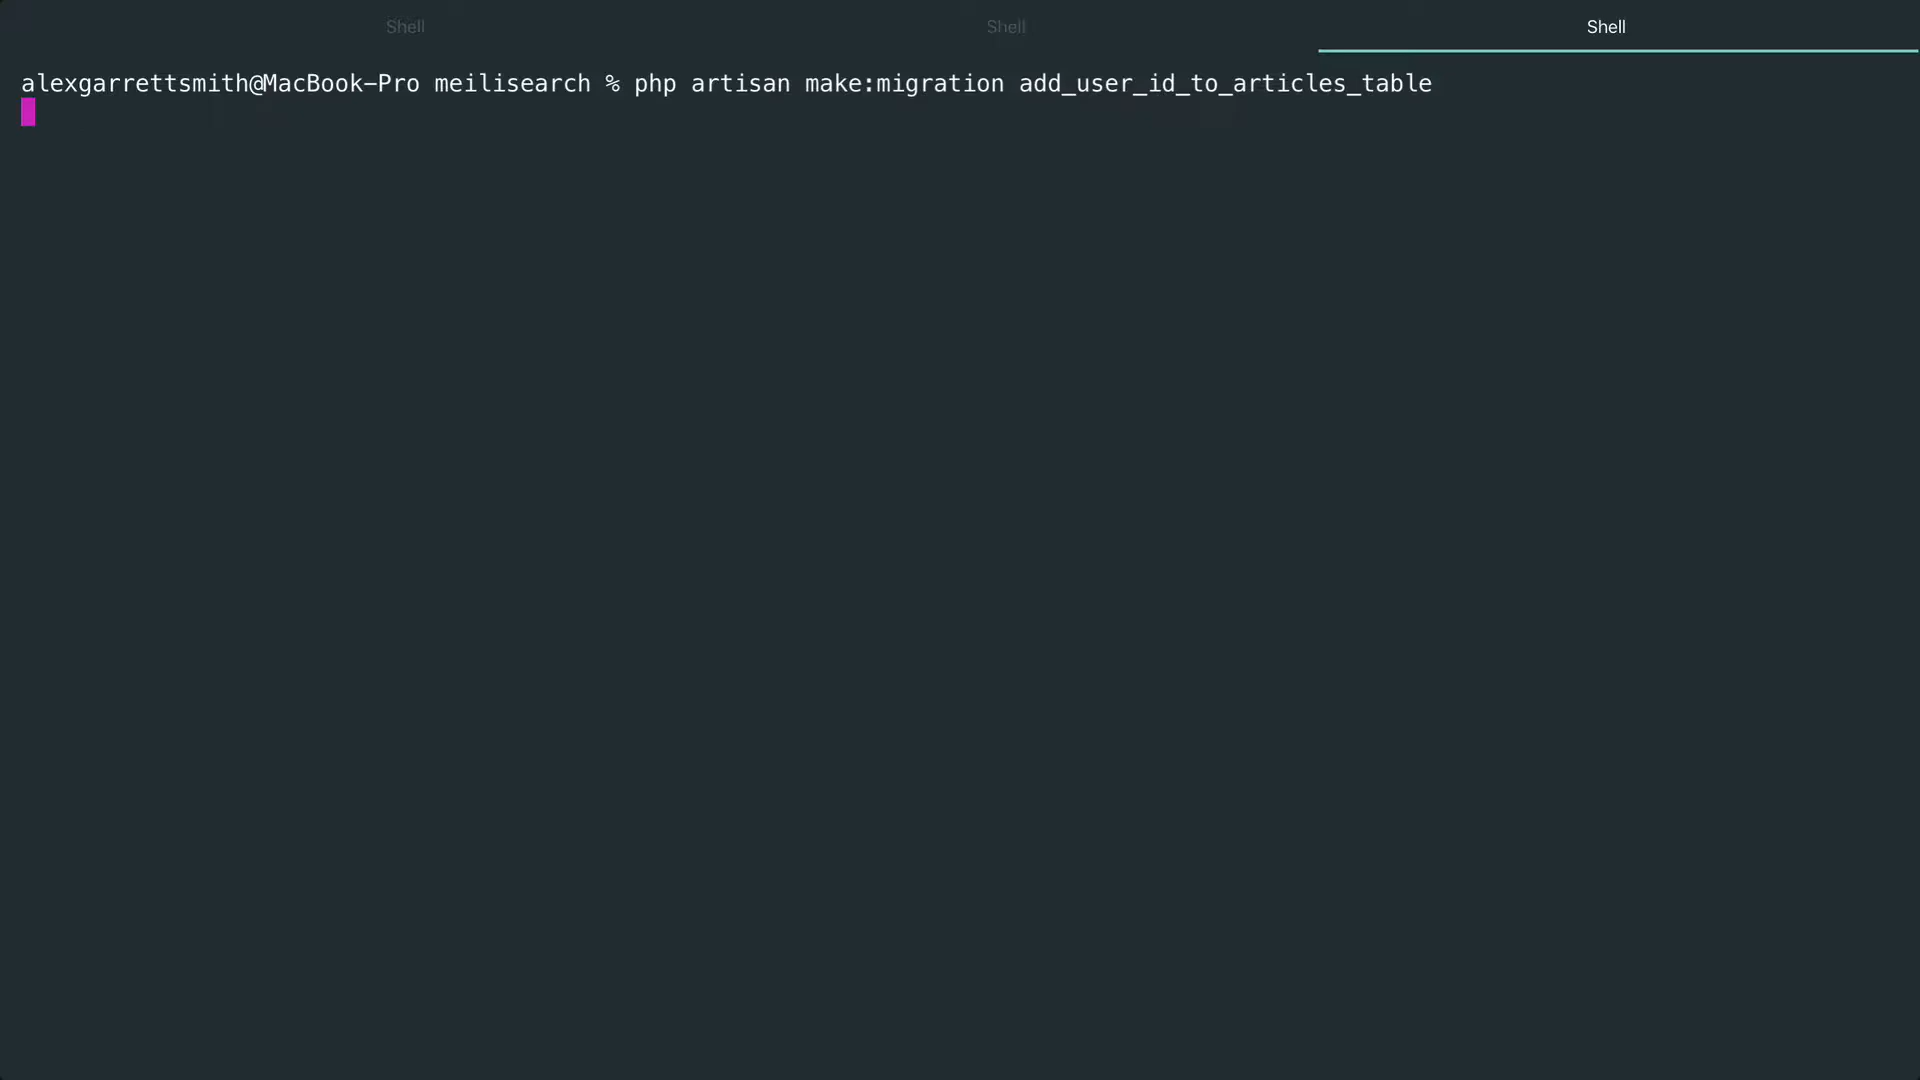 Shell Shell Shell
alexgarrettsmith@MacBook-Pro meilisearch % php artisan make:migration add_user_id_to_articles_table